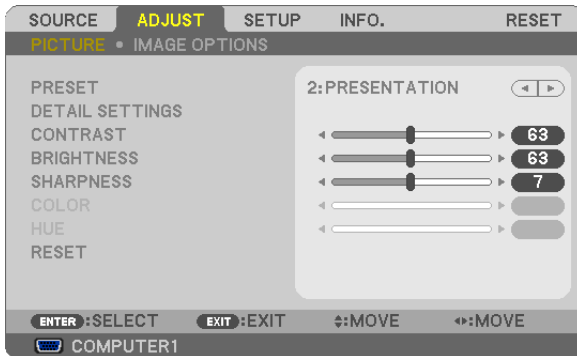 SOURCE ADJUST SETUP INFO. RESET
PICTURE • IMAGE OPTIONS
PRESET 2:PRESENTATION
DETAIL SETTINGS
CONTRAST 63
BRIGHTNESS 63
SHARPNESS 7
COLOR
HUE
RESET
ENTER :SELECT EXIT :EXIT :MOVE :MOVE
COMPUTER1